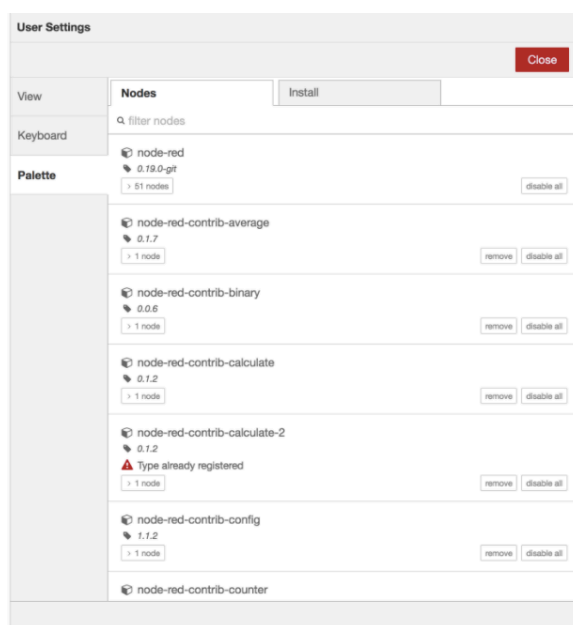 User Settings
Close
View
Keyboard
Palette
Nodes
Install
filter nodes
node-red
0.19.0-git
> 51 nodes
disable all
node-red-contrib-average
0.1.7
> 1 node
remove
disable all
node-red-contrib-binary
0.0.6
> 1 node
remove
disable all
node-red-contrib-calculate
0.1.2
> 1 node
remove
disable all
node-red-contrib-calculate-2
0.1.2
Type already registered
> 1 node
remove
disable all
node-red-contrib-config
1.1.2
> 1 node
remove
disable all
node-red-contrib-counter